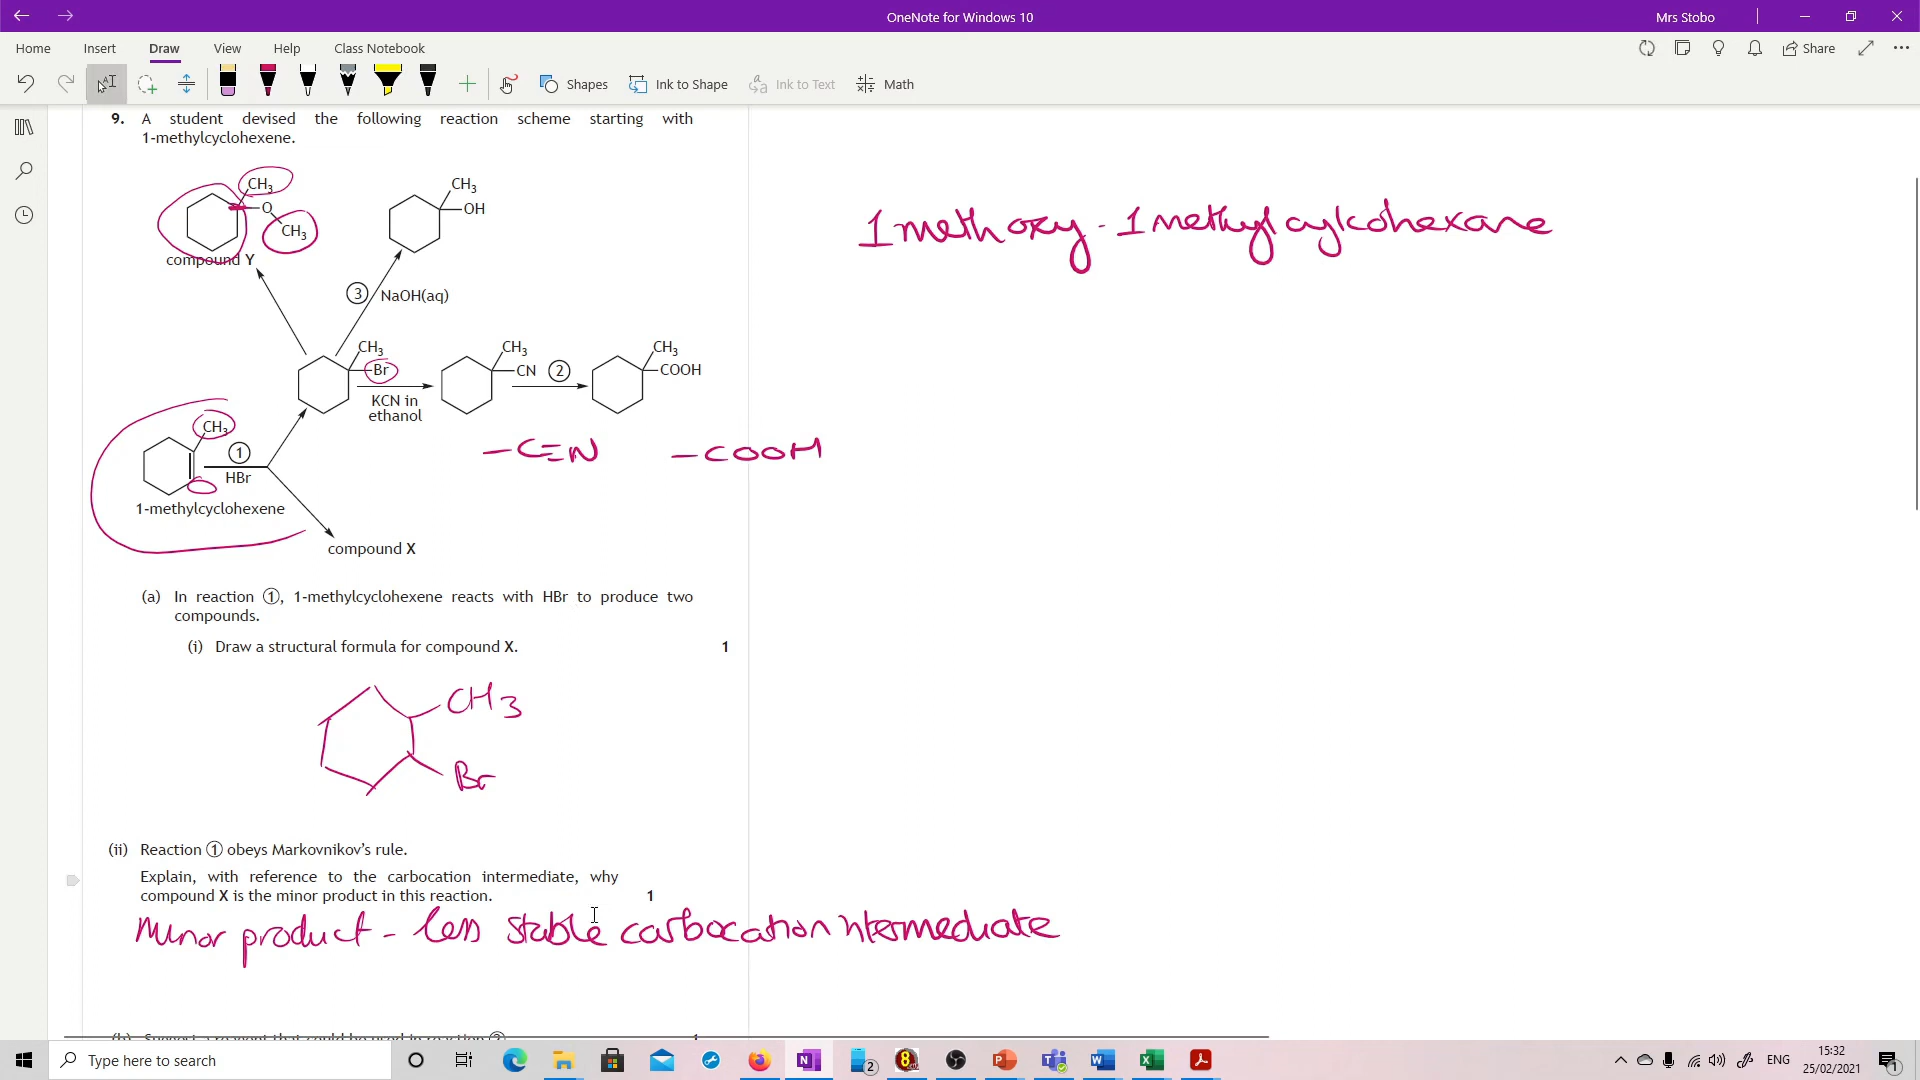 OneNote for Windows 10
Mrs Stobo
Home Insert Draw View Help Class Notebook
Shapes Ink to Shape Ink to Text Math
Share
9. A student devised the following reaction scheme starting with
1-methylcyclohexene.
CH3
O
CH3
compound Y
CH3
OH
3 NaOH(aq)
1methoxy-1methylcylcohexane
CH3
Br
KCN in
ethanol
CH3
CN
2
CH3
COOH
CH3
1
HBr
1-methylcyclohexene
-C≡N
-COOH
compound X
(a) In reaction ①, 1-methylcyclohexene reacts with HBr to produce two
compounds.
(i) Draw a structural formula for compound X. 1
CH3
Br
(ii) Reaction ① obeys Markovnikov's rule.
Explain, with reference to the carbocation intermediate, why
compound X is the minor product in this reaction. 1
Minor product - less stable carbocation intermediate
Type here to search
ENG
15:32
25/02/2021